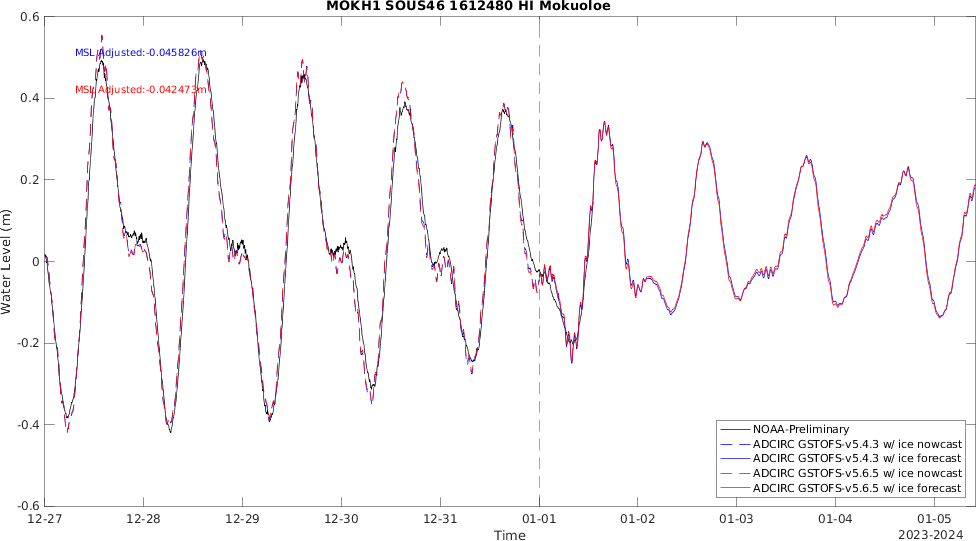 MOKH1 SOUS46 1612480 HI Mokuoloe
0.6
MSL Adjusted:-0.045826m
MSL Adjusted:-0.042473m
0.4
0.2
0
-0.2
-0.4
-0.6
Water Level (m)
NOAA-Preliminary
ADCIRC GSTOFS-v5.4.3 w/ ice nowcast
ADCIRC GSTOFS-v5.4.3 w/ ice forecast
ADCIRC GSTOFS-v5.6.5 w/ ice nowcast
ADCIRC GSTOFS-v5.6.5 w/ ice forecast
12-27 12-28 12-29 12-30 12-31 01-01 01-02 01-03 01-04 01-05
Time
2023-2024